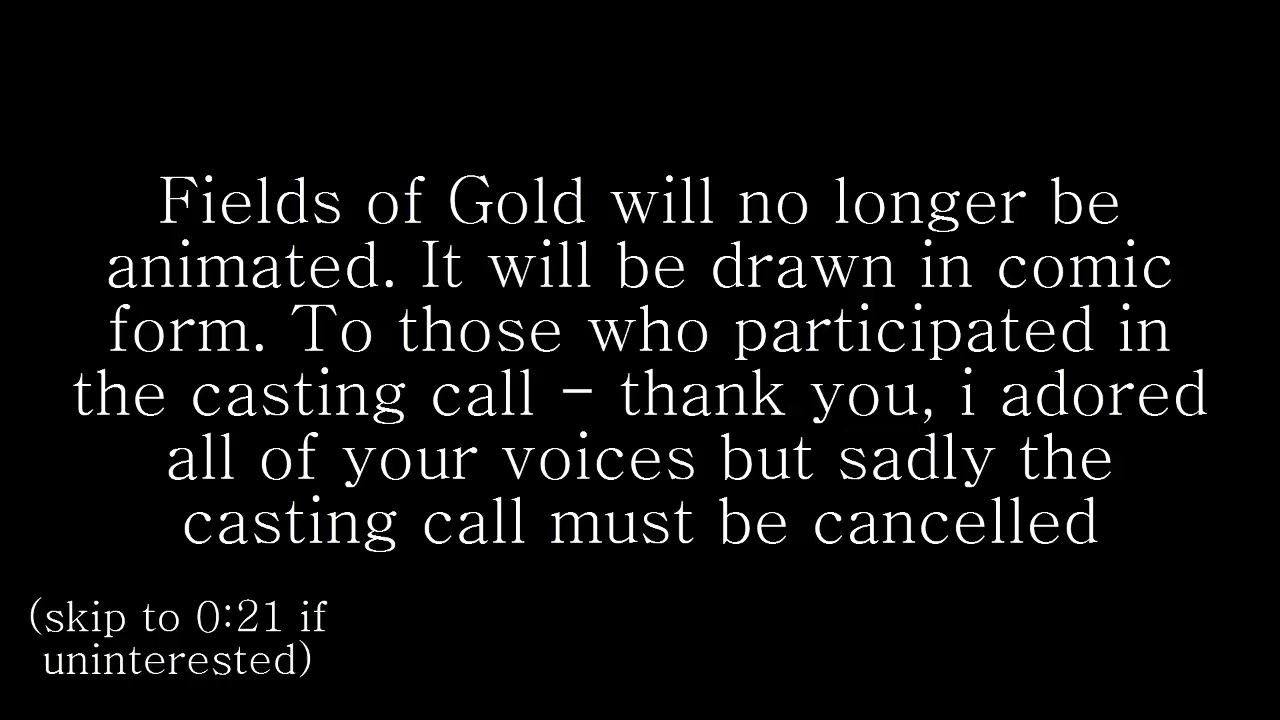 Fields of Gold will no longer be
animated. It will be drawn in comic
form. To those who participated in
the casting call - thank you, i adored
all of your voices but sadly the
casting call must be cancelled
(skip to 0:21 if
uninterested)